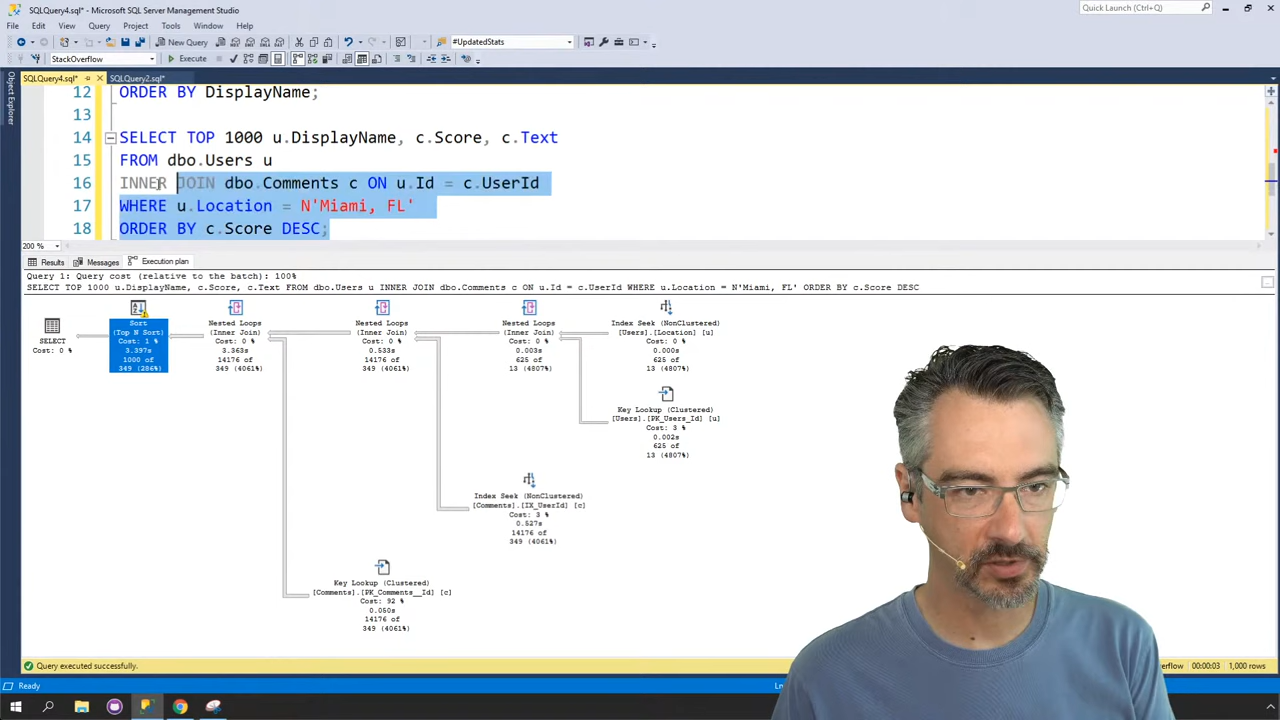 SQLQuery4.sql* - Microsoft SQL Server Management Studio
Quick Launch (Ctrl+Q)
File Edit View Query Project Tools Window Help
New Query
#UpdatedStats
StackOverflow
Execute
SQLQuery4.sql*
SQLQuery2.sql*
Object Explorer
12 ORDER BY DisplayName;
13
14 SELECT TOP 1000 u.DisplayName, c.Score, c.Text
15 FROM dbo.Users u
16 INNER JOIN dbo.Comments c ON u.Id = c.UserId
17 WHERE u.Location = N'Miami, FL'
18 ORDER BY c.Score DESC;
200 %
Results Messages Execution plan
Query 1: Query cost (relative to the batch): 100%
SELECT TOP 1000 u.DisplayName, c.Score, c.Text FROM dbo.Users u INNER JOIN dbo.Comments c ON u.Id = c.UserId WHERE u.Location = N'Miami, FL' ORDER BY c.Score DESC
SELECT
Cost: 0 %
Sort
(Top N Sort)
Cost: 1 %
3.397s
1000 of
349 (286%)
Nested Loops
(Inner Join)
Cost: 0 %
3.363s
14176 of
349 (4061%)
Nested Loops
(Inner Join)
Cost: 0 %
0.533s
14176 of
349 (4061%)
Nested Loops
(Inner Join)
Cost: 0 %
0.003s
625 of
13 (4807%)
Index Seek (NonClustered)
[Users].[Location] [u]
Cost: 0 %
0.000s
625 of
13 (4807%)
Key Lookup (Clustered)
[Users].[PK_Users_Id] [u]
Cost: 3 %
0.002s
625 of
13 (4807%)
Index Seek (NonClustered)
[Comments].[IX_UserId] [c]
Cost: 3 %
0.527s
14176 of
349 (4061%)
Key Lookup (Clustered)
[Comments].[PK_Comments__Id] [c]
Cost: 92 %
0.050s
14176 of
349 (4061%)
Query executed successfully.
00:00:03
1,000 rows
Ready
Ln